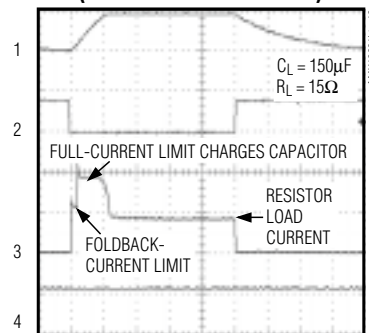 1
C_L = 150µF
R_L = 15Ω
2
FULL-CURRENT LIMIT CHARGES CAPACITOR
RESISTOR
LOAD
CURRENT
FOLDBACK-
CURRENT LIMIT
3
4